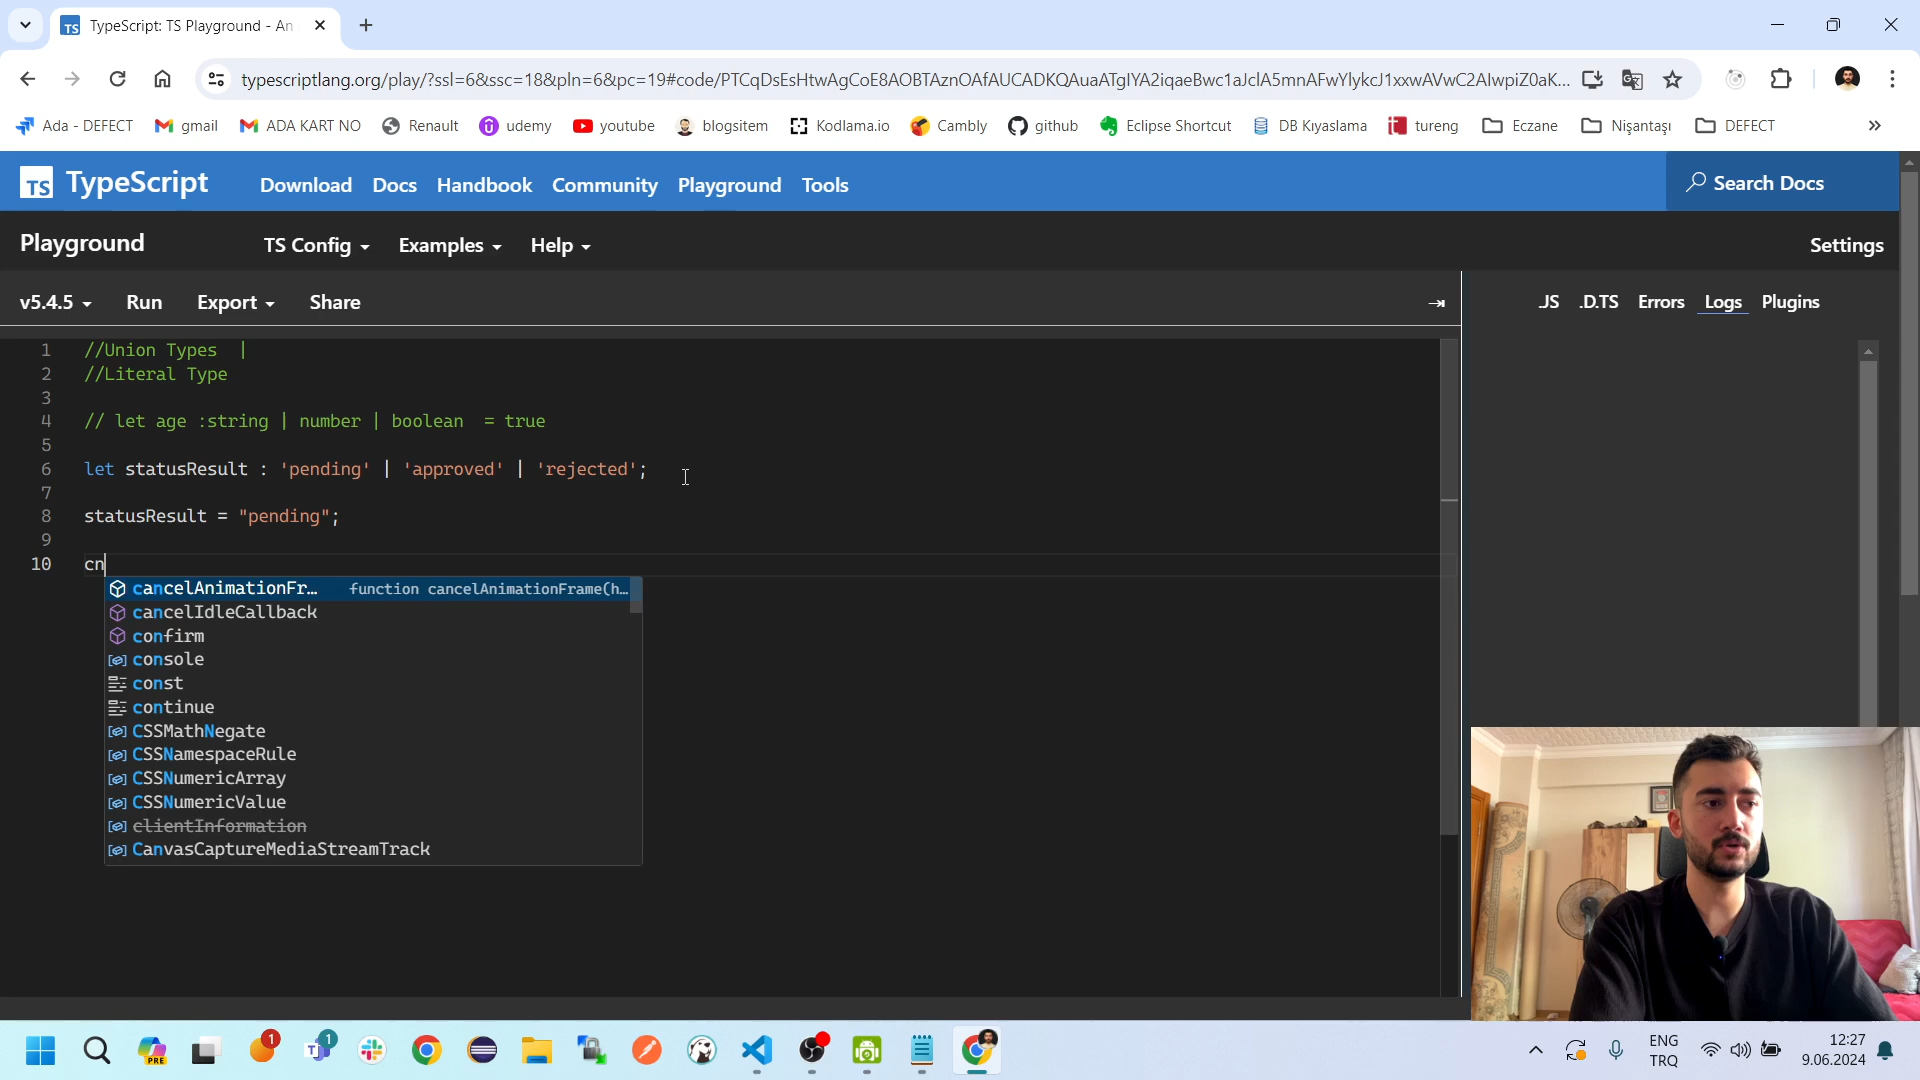 TypeScript: TS Playground - An
typescriptlang.org/play/?ssl=6&ssc=18&pln=6&pc=19#code/PTCqDsEsHtwAgCoE8AOBTAznOAfAUCADKQAuaATgIYA2iqaeBwc1aJclA5mnAFwYlykcJ1xxwAVwC2AIwpiZ0aK...
Ada - DEFECT
gmail
ADA KART NO
Renault
udemy
youtube
blogsitem
Kodlama.io
Cambly
github
Eclipse Shortcut
DB Kıyaslama
tureng
Eczane
Nişantaşı
DEFECT
TS TypeScript
Download Docs Handbook Community Playground Tools
Search Docs
Playground
TS Config Examples Help
Settings
v5.4.5 Run Export Share
.JS .D.TS Errors Logs Plugins
1 //Union Types |
2 //Literal Type
3
4 // let age :string | number | boolean = true
5
6 let statusResult : 'pending' | 'approved' | 'rejected';
7
8 statusResult = "pending";
9
10 cn
cancelAnimationFr... function cancelAnimationFrame(h...
cancelIdleCallback
confirm
console
const
continue
CSSMathNegate
CSSNamespaceRule
CSSNumericArray
CSSNumericValue
clientInformation
CanvasCaptureMediaStreamTrack
PRE
1
1
ENG
TRQ
12:27
9.06.2024